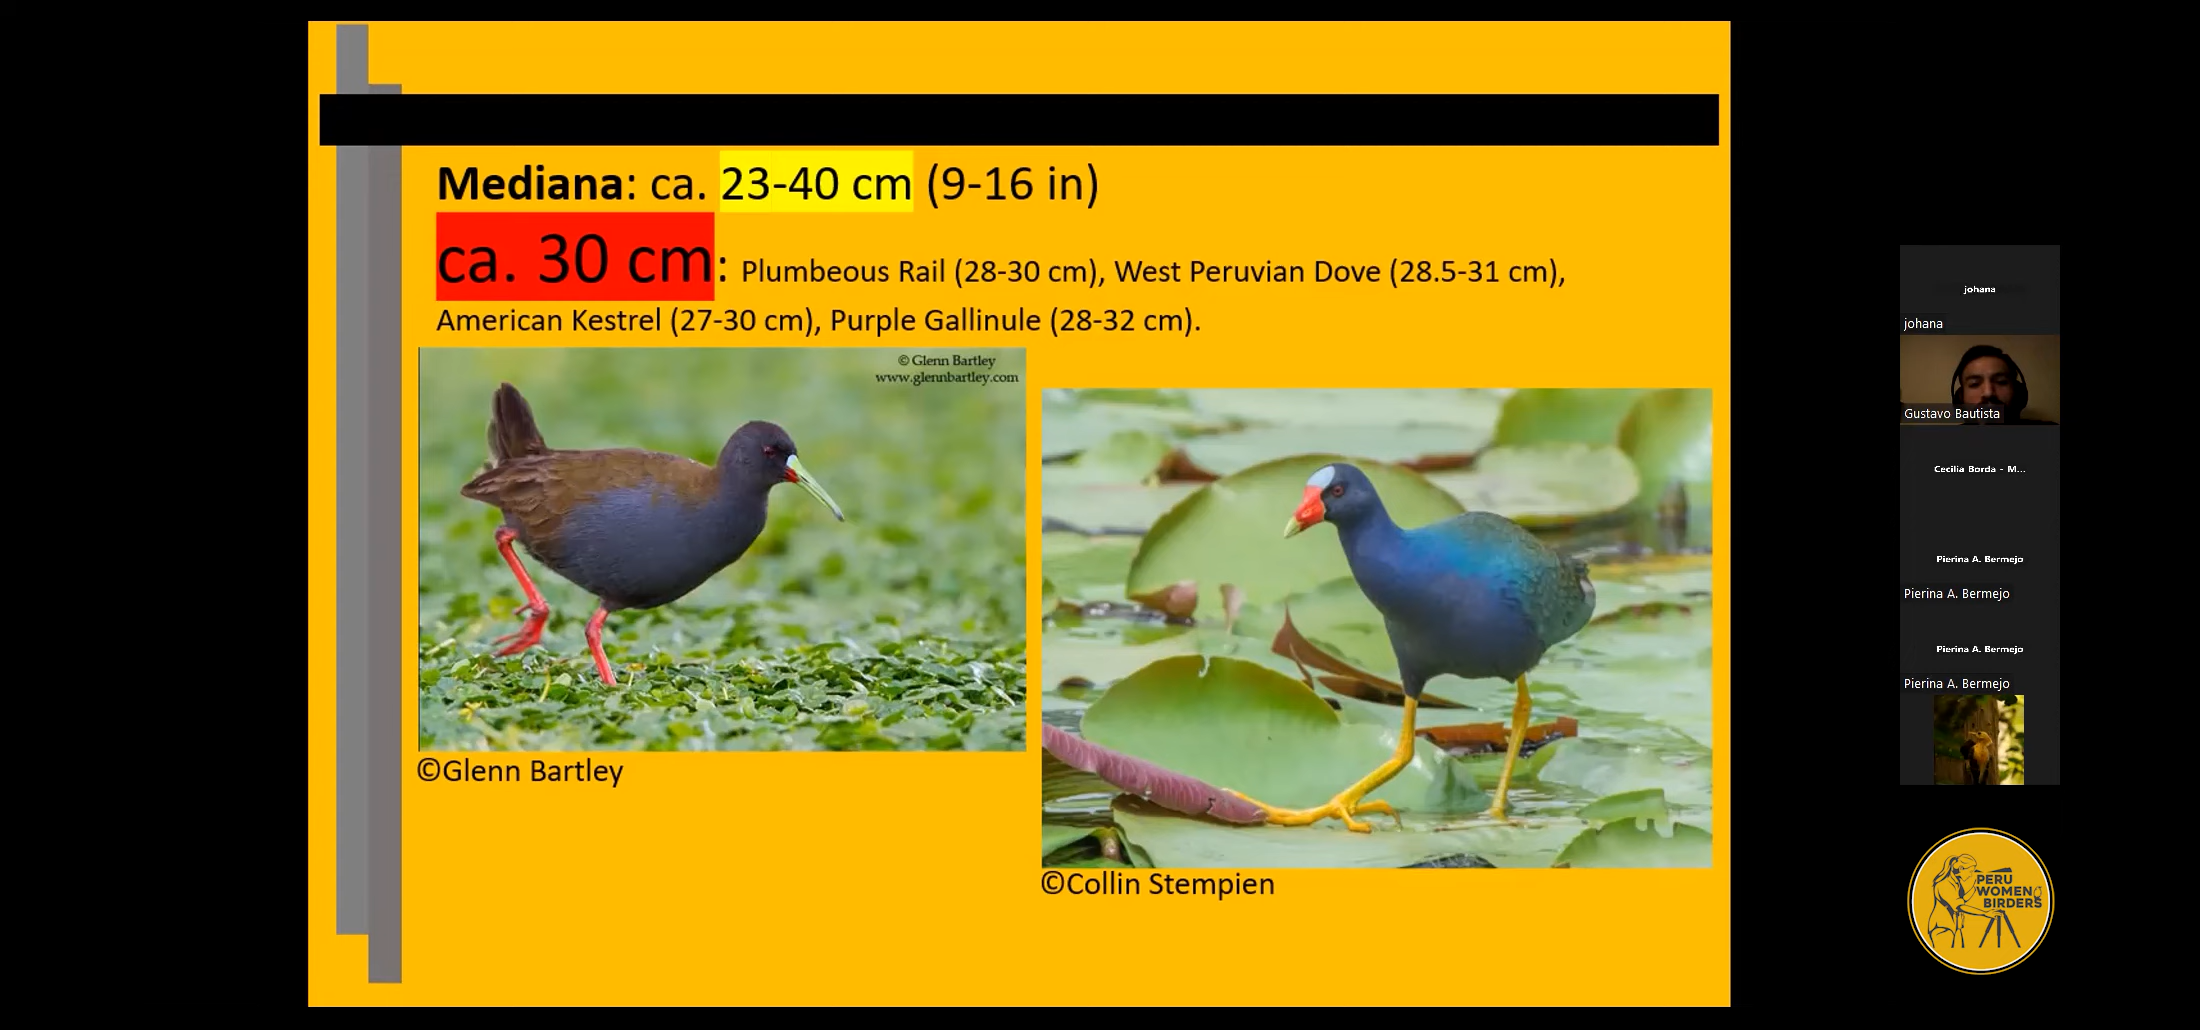 Mediana: ca. 23-40 cm (9-16 in)
ca. 30 cm: Plumbeous Rail (28-30 cm), West Peruvian Dove (28.5-31 cm),
American Kestrel (27-30 cm), Purple Gallinule (28-32 cm).
© Glenn Bartley
www.glennbartley.com
©Glenn Bartley
©Collin Stempien
johana
johana
Gustavo Bautista
Cecilia Borda - M...
Pierina A. Bermejo
Pierina A. Bermejo
Pierina A. Bermejo
Pierina A. Bermejo
PERU
WOMEN
BIRDERS